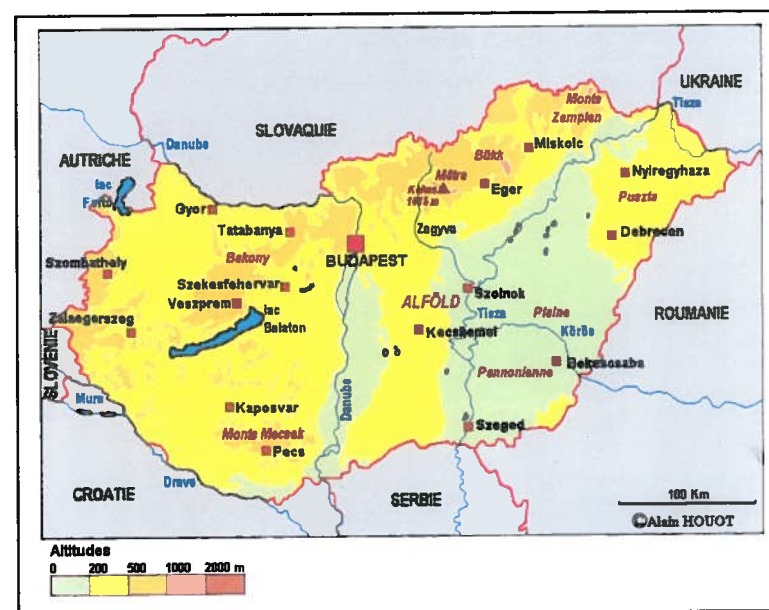 UKRAINE
Monts
Zemplen
Tisza
SLOVAQUIE
Danube
Miskolc
AUTRICHE
Bükk
Mátra
Nyiregyhaza
lac
Eger
Puszta
Gyor
Zagyva
Tatabanya
Debrecen
BUDAPEST
Bakony
Szombathely
Szekesfehervar
Szolnok
ALFÖLD
Veszprem
Tisza
Plaine
ROUMANIE
lac
Balaton
Zalaegerszeg
Kecskemet
Körös
SLOVENIE
Bekescsaba
Pannonienne
Mura
Kaposvar
Danube
Monts Mecsek
Szeged
Pecs
CROATIE
Drave
SERBIE
100 Km
©Alain HOUOT
Altitudes
0 200 500 1000 2000 m